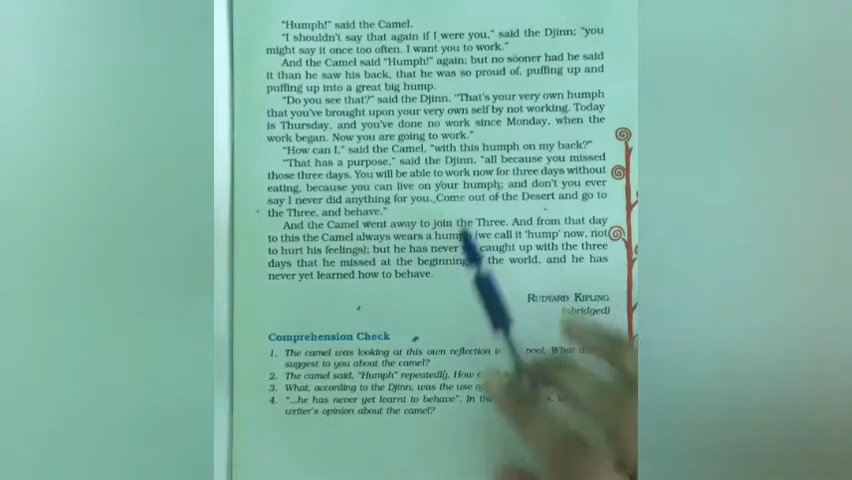 "Humph!" said the Camel.
"I shouldn't say that again if I were you," said the Djinn; "you
might say it once too often. I want you to work."
And the Camel said "Humph!" again; but no sooner had he said
it than he saw his back, that he was so proud of, puffing up and
puffing up into a great big hump.
"Do you see that?" said the Djinn. "That's your very own humph
that you've brought upon your very own self by not working. Today
is Thursday, and you've done no work since Monday, when the
work began. Now you are going to work."
"How can I," said the Camel, "with this humph on my back?"
"That has a purpose," said the Djinn, "all because you missed
those three days. You will be able to work now for three days without
eating, because you can live on your humph; and don't you ever
say I never did anything for you. Come out of the Desert and go to
the Three, and behave."
And the Camel went away to join the Three. And from that day
to this the Camel always wears a humph (we call it 'hump' now, not
to hurt his feelings); but he has never caught up with the three
days that he missed at the beginning the world, and he has
never yet learned how to behave.
RUDYARD KIPLING
(abridged)
Comprehension Check
1. The camel was looking at this own reflection in pool. What
suggest to you about the camel?
2. The camel said, "Humph" repeatedly. How
3. What, according to the Djinn, was the use
4. "...he has never yet learnt to behave". In
writer's opinion about the camel?